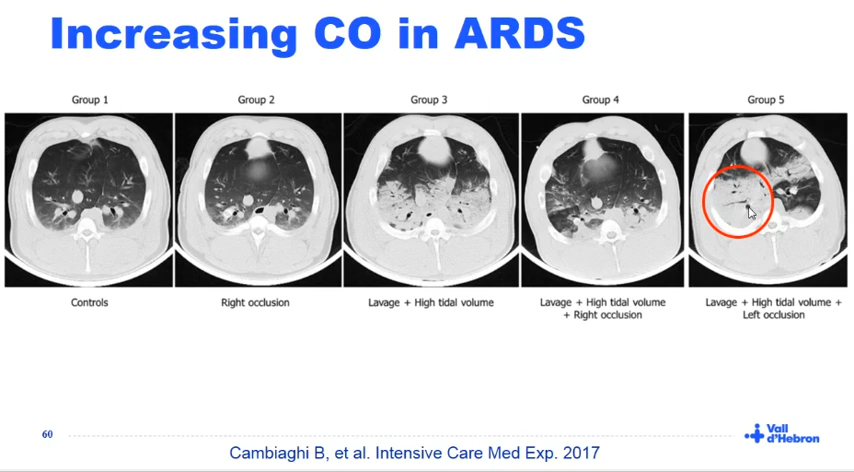 Increasing CO in ARDS
Group 1
Group 2
Group 3
Group 4
Group 5
Controls
Right occlusion
Lavage + High tidal volume
Lavage + High tidal volume
+ Right occlusion
Lavage + High tidal volume +
Left occlusion
60
Vall
d'Hebron
Cambiaghi B, et al. Intensive Care Med Exp. 2017